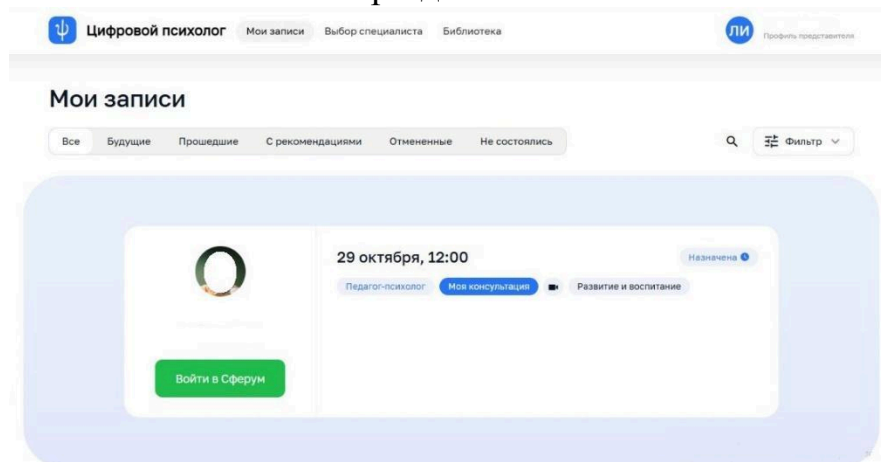 Цифровой психолог Мои записи Выбор специалиста Библиотека ЛИ Профиль представителя
Мои записи
Все Будущие Прошедшие С рекомендациями Отмененные Не состоялись Фильтр
29 октября, 12:00 Назначена
Педагог-психолог Моя консультация Развитие и воспитание
Войти в Сферум